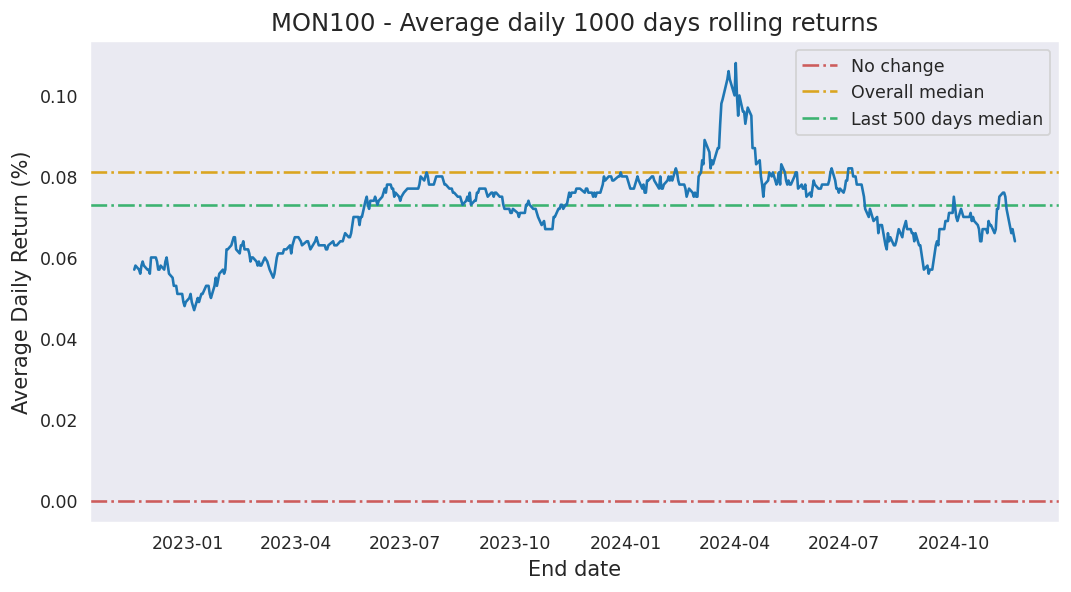 MON100 - Average daily 1000 days rolling returns
No change
Overall median
Last 500 days median
Average Daily Return (%)
0.10
0.08
0.06
0.04
0.02
0.00
2023-01 2023-04 2023-07 2023-10 2024-01 2024-04 2024-07 2024-10
End date